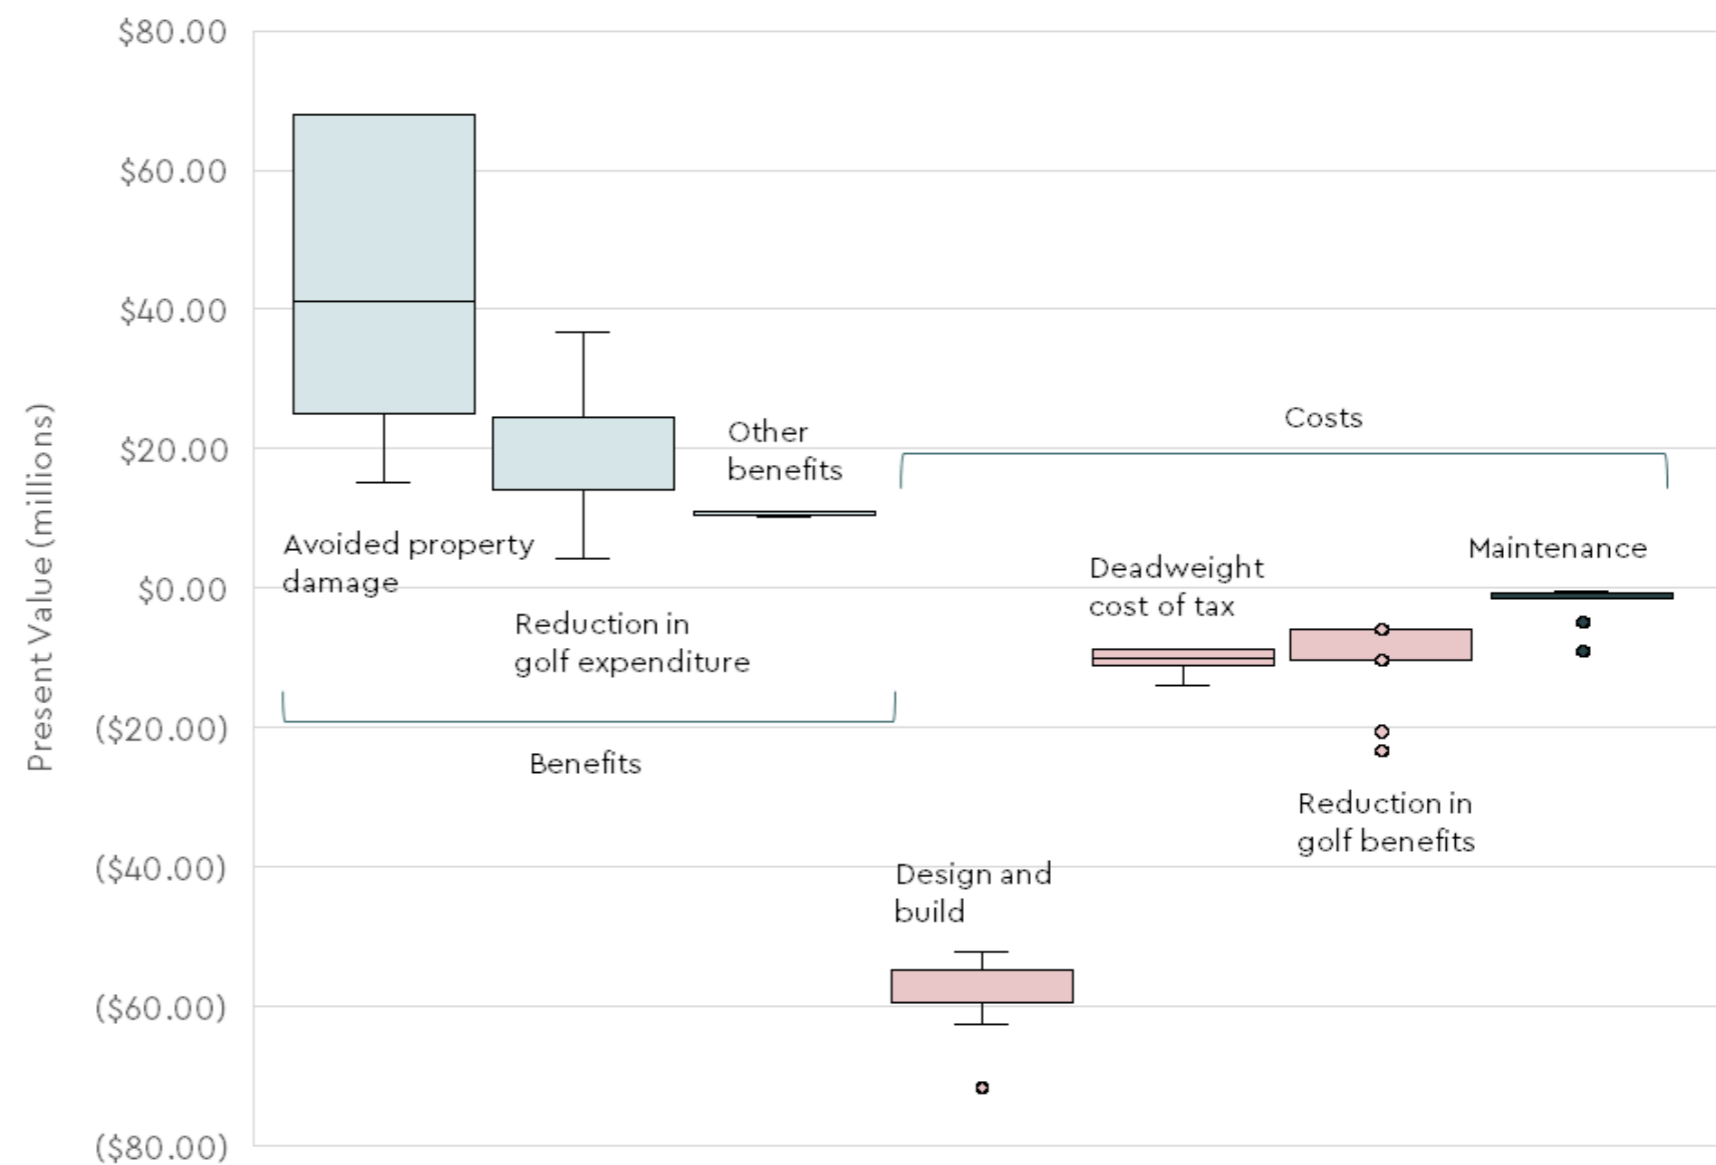 $80.00
$60.00
$40.00
$20.00
$0.00
($20.00)
($40.00)
($60.00)
($80.00)
Present Value (millions)
Avoided property
damage
Reduction in
golf expenditure
Other
benefits
Benefits
Costs
Design and
build
Deadweight
cost of tax
Reduction in
golf benefits
Maintenance